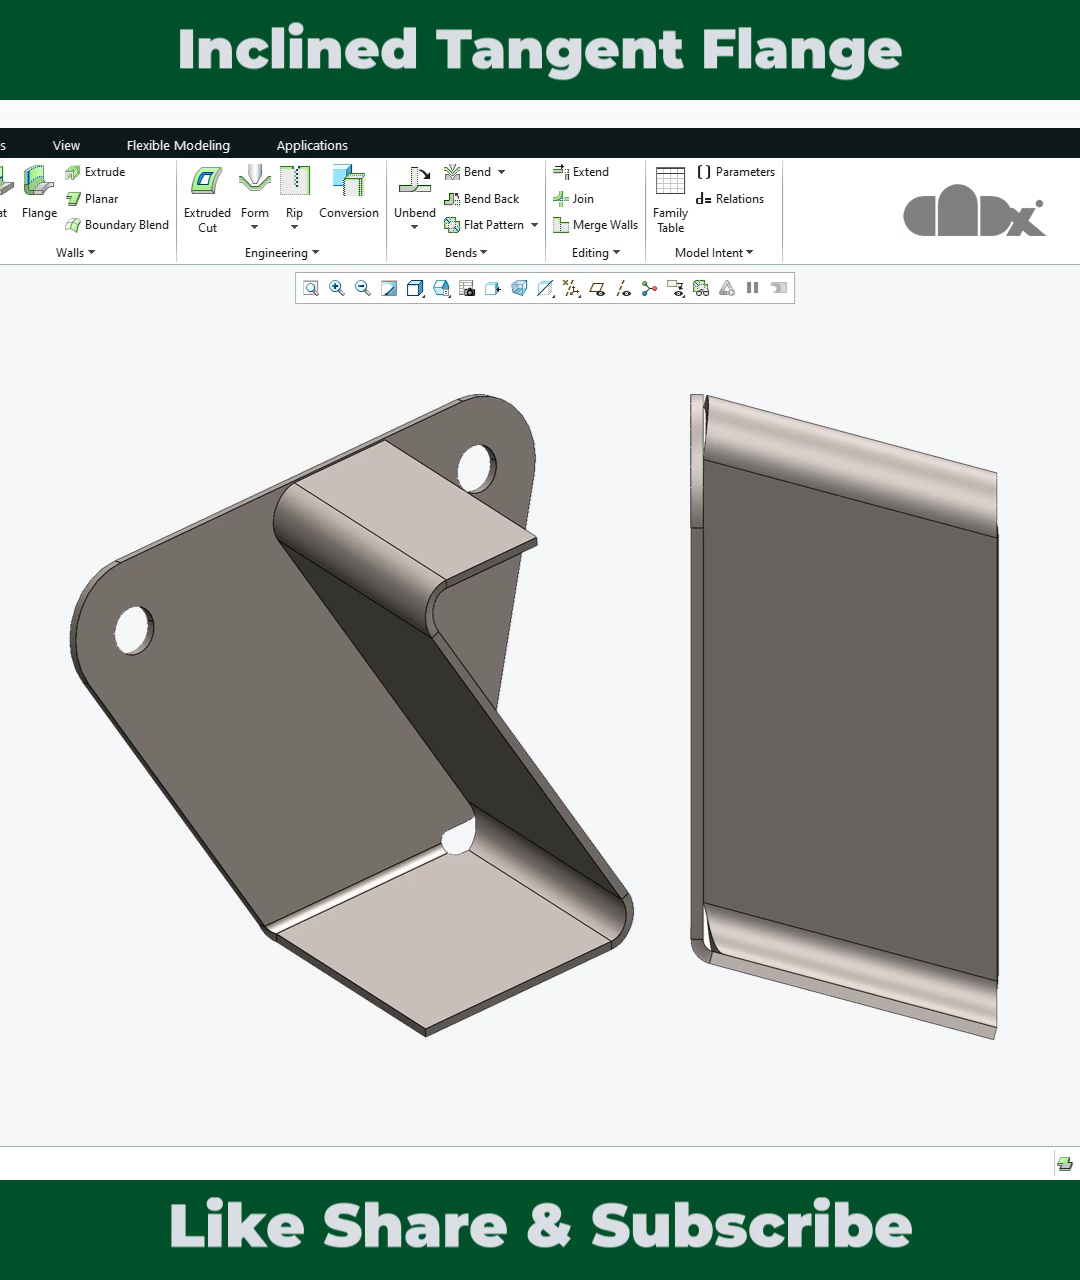 Inclined Tangent Flange
s View Flexible Modeling Applications
at Flange Extrude
Planar
Boundary Blend
Walls
Extruded Cut
Form
Rip
Conversion
Engineering
Unbend
Bend
Bend Back
Flat Pattern
Bends
Extend
Join
Merge Walls
Editing
Family Table
[ ] Parameters
d= Relations
Model Intent
CADx
Like Share & Subscribe